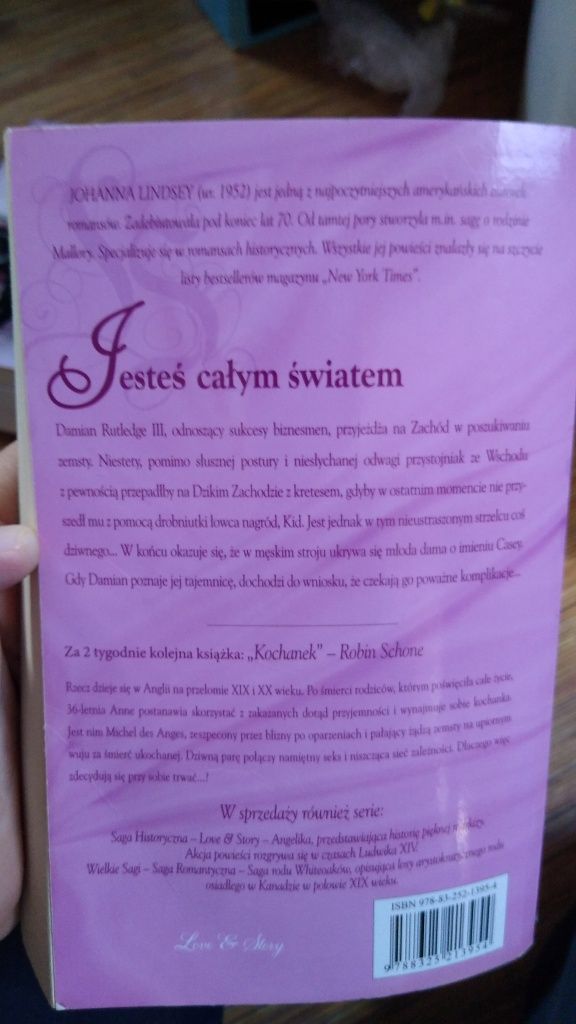 JOHANNA LINDSEY (ur. 1952) jest jedną z najpoczytniejszych amerykańskich autorek
romansów. Zadebiutowała pod koniec lat 70. Od tamtej pory stworzyła m.in. sagę o rodzinie
Mallory. Specjalizuje się w romansach historycznych. Wszystkie jej powieści znalazły się na szczycie
listy bestsellerów magazynu „New York Times”.
Jesteś całym światem
Damian Rutledge III, odnoszący sukcesy biznesmen, przyjeżdża na Zachód w poszukiwaniu
zemsty. Niestety, pomimo słusznej postury i niesłychanej odwagi przystojniak ze Wschodu
z pewnością przepadłby na Dzikim Zachodzie z kretesem, gdyby w ostatnim momencie nie przy-
szedł mu z pomocą drobniutki łowca nagród, Kid. Jest jednak w tym nieustraszonym strzelcu coś
dziwnego... W końcu okazuje się, że w męskim stroju ukrywa się młoda dama o imieniu Casey.
Gdy Damian poznaje jej tajemnicę, dochodzi do wniosku, że czekają go poważne komplikacje...
Za 2 tygodnie kolejna książka: „Kochanek” – Robin Schone
Rzecz dzieje się w Anglii na przełomie XIX i XX wieku. Po śmierci rodziców, którym poświęciła całe życie,
36-letnia Anne postanawia skorzystać z zakazanych dotąd przyjemności i wynajmuje sobie kochanka.
Jest nim Michel des Anges, zeszpecony przez blizny po oparzeniach i pałający żądzą zemsty na upiornym
wuju za śmierć ukochanej. Dziwną parę połączy namiętny seks i niszcząca sieć zależności. Dlaczego więc
zdecydują się przy sobie trwać...?
W sprzedaży również serie:
Saga Historyczna – Love & Story – Angelika, przedstawiająca historię pięknej markizy.
Akcja powieści rozgrywa się w czasach Ludwika XIV.
Wielkie Sagi – Saga Romantyczna – Saga rodu Whiteoaków, opisująca losy arystokratycznego rodu
osiadłego w Kanadzie w połowie XIX wieku.
ISBN 978-83-252-1395-4
Love & Story
9 788325 213954